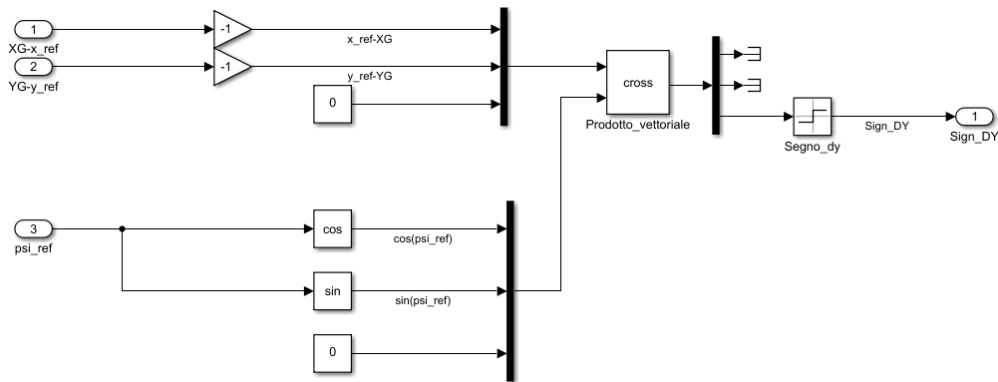 1
XG-x_ref
-1
x_ref-XG
2
YG-y_ref
-1
y_ref-YG
0
cross
Prodotto_vettoriale
Segno_dy
Sign_DY
1
Sign_DY
3
psi_ref
cos
cos(psi_ref)
sin
sin(psi_ref)
0